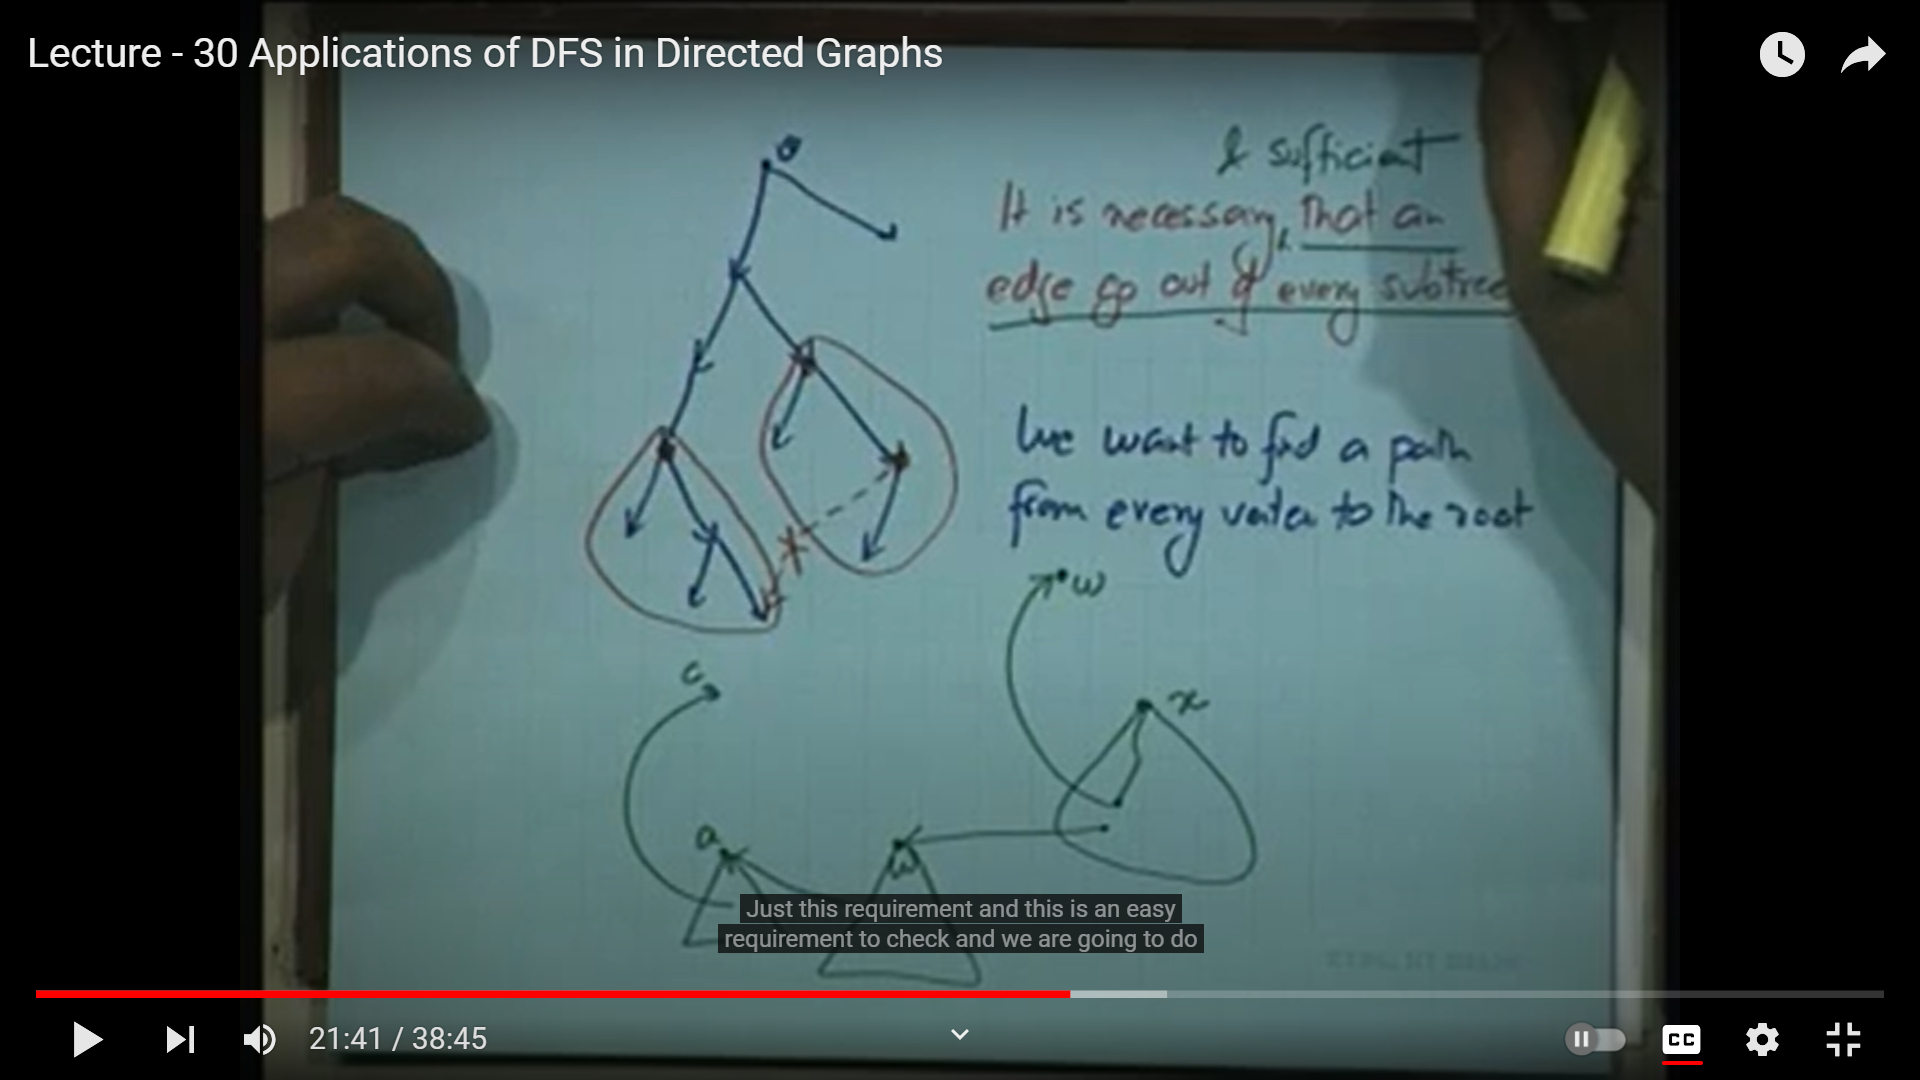 Lecture - 30 Applications of DFS in Directed Graphs
& sufficient
It is necessary that an
edge go out of every subtree
We want to find a path
from every vertex to the root
w
x
c
a
w
Just this requirement and this is an easy
requirement to check and we are going to do
21:41 / 38:45
CC